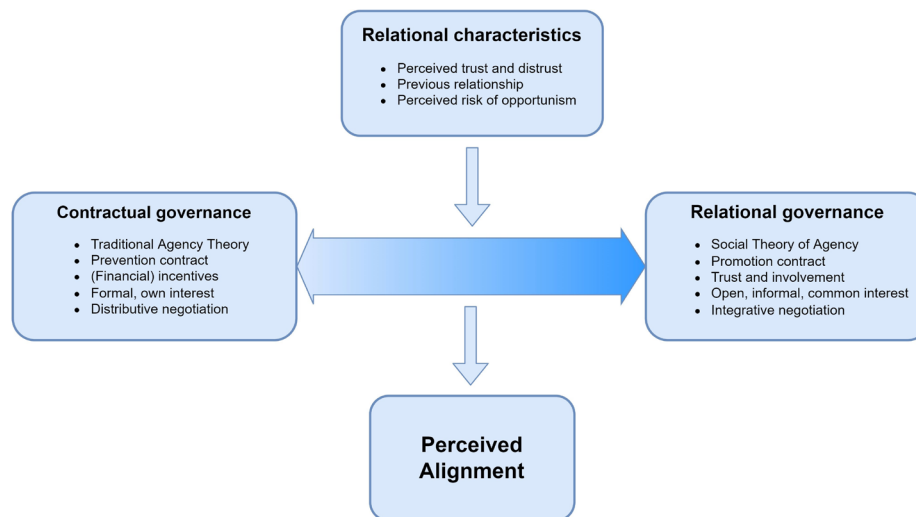 Relational characteristics
• Perceived trust and distrust
• Previous relationship
• Perceived risk of opportunism
Contractual governance
• Traditional Agency Theory
• Prevention contract
• (Financial) incentives
• Formal, own interest
• Distributive negotiation
Relational governance
• Social Theory of Agency
• Promotion contract
• Trust and involvement
• Open, informal, common interest
• Integrative negotiation
Perceived
Alignment